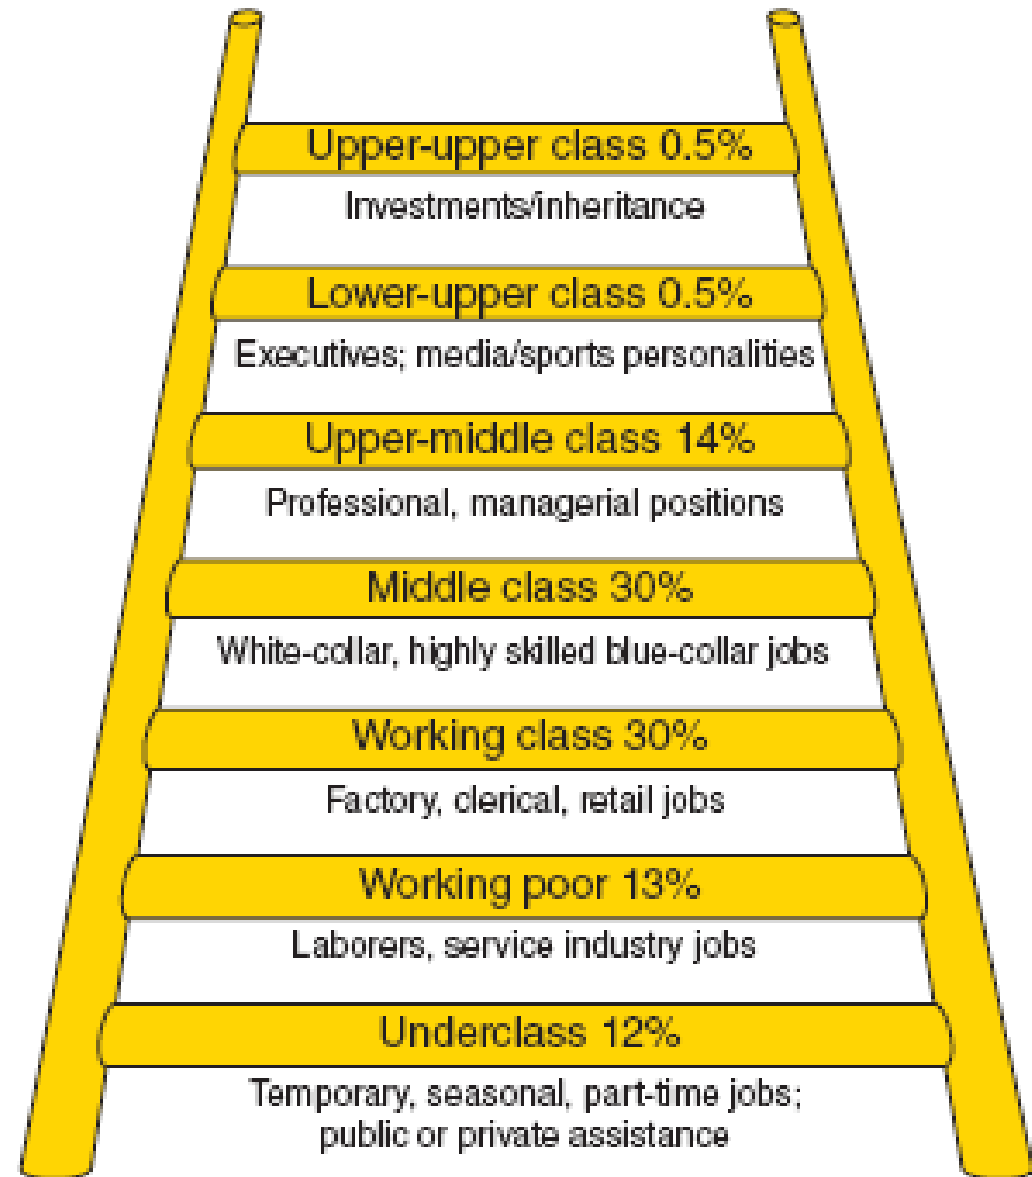 Upper-upper class 0.5%
Investments/inheritance
Lower-upper class 0.5%
Executives; media/sports personalities
Upper-middle class 14%
Professional, managerial positions
Middle class 30%
White-collar, highly skilled blue-collar jobs
Working class 30%
Factory, clerical, retail jobs
Working poor 13%
Laborers, service industry jobs
Underclass 12%
Temporary, seasonal, part-time jobs;
public or private assistance